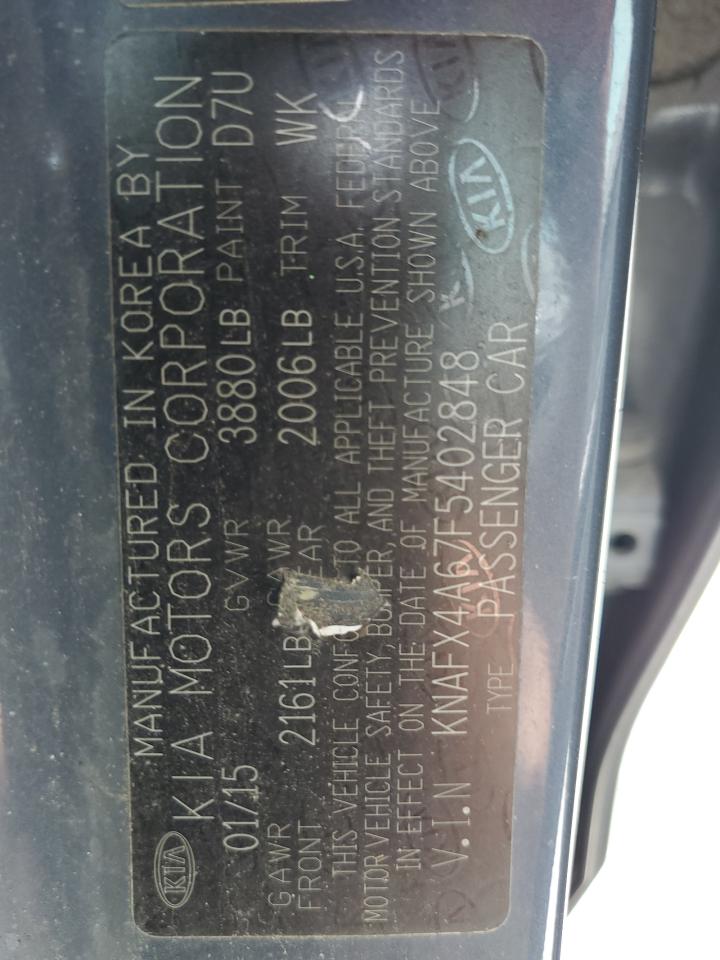 MANUFACTURED IN KOREA BY
KIA KIA MOTORS CORPORATION
01/15 GVWR 3880LB PAINT D7U
GAWR GAWR
FRONT 2161LB REAR 2006LB TRIM WK
THIS VEHICLE CONFORMS TO ALL APPLICABLE U.S.A. FEDERAL
MOTOR VEHICLE SAFETY, BUMPER, AND THEFT PREVENTION STANDARDS
IN EFFECT ON THE DATE OF MANUFACTURE SHOWN ABOVE
V.I.N KNAFX4A67F5402848 KIA
TYPE PASSENGER CAR